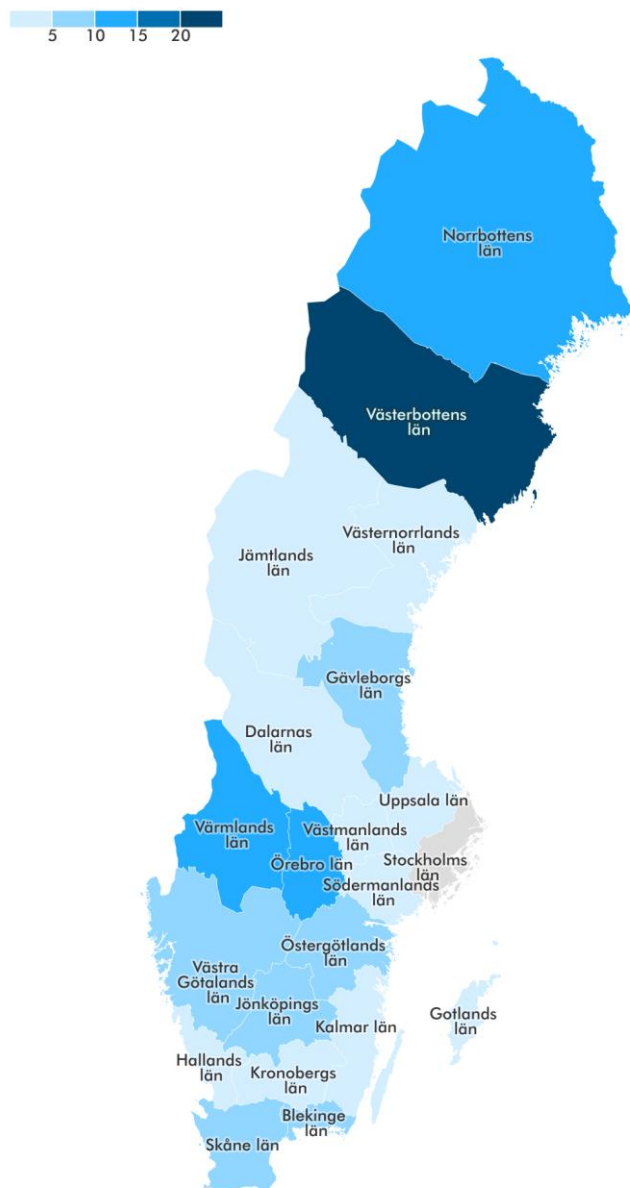 5 10 15 20
Norrbottens
län
Västerbottens
län
Västernorrlands
län
Jämtlands
län
Gävleborgs
län
Dalarnas
län
Uppsala län
Värmlands
län
Västmanlands
län
Örebro län
Stockholms
län
Södermanlands
län
Östergötlands
län
Västra
Götalands
län
Jönköpings
län
Kalmar län
Gotlands
län
Hallands
län
Kronobergs
län
Blekinge
län
Skåne län